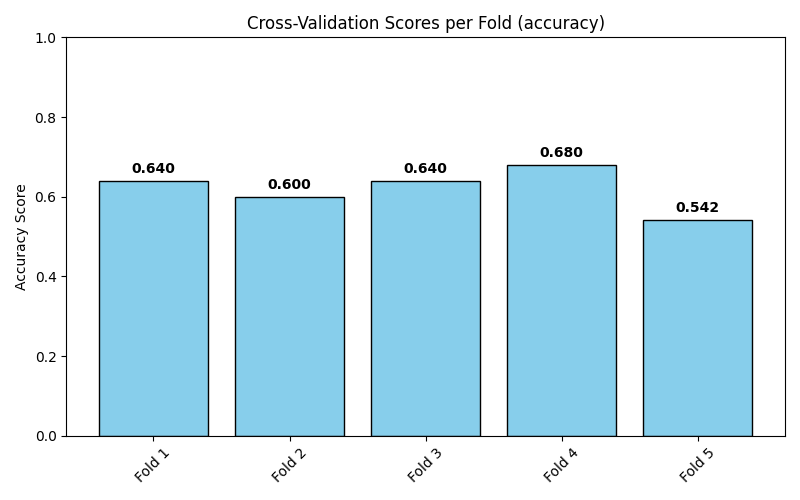 Cross-Validation Scores per Fold (accuracy)
1.0
0.8
0.6
0.4
0.2
0.0
Accuracy Score
0.640
0.600
0.640
0.680
0.542
Fold 1
Fold 2
Fold 3
Fold 4
Fold 5